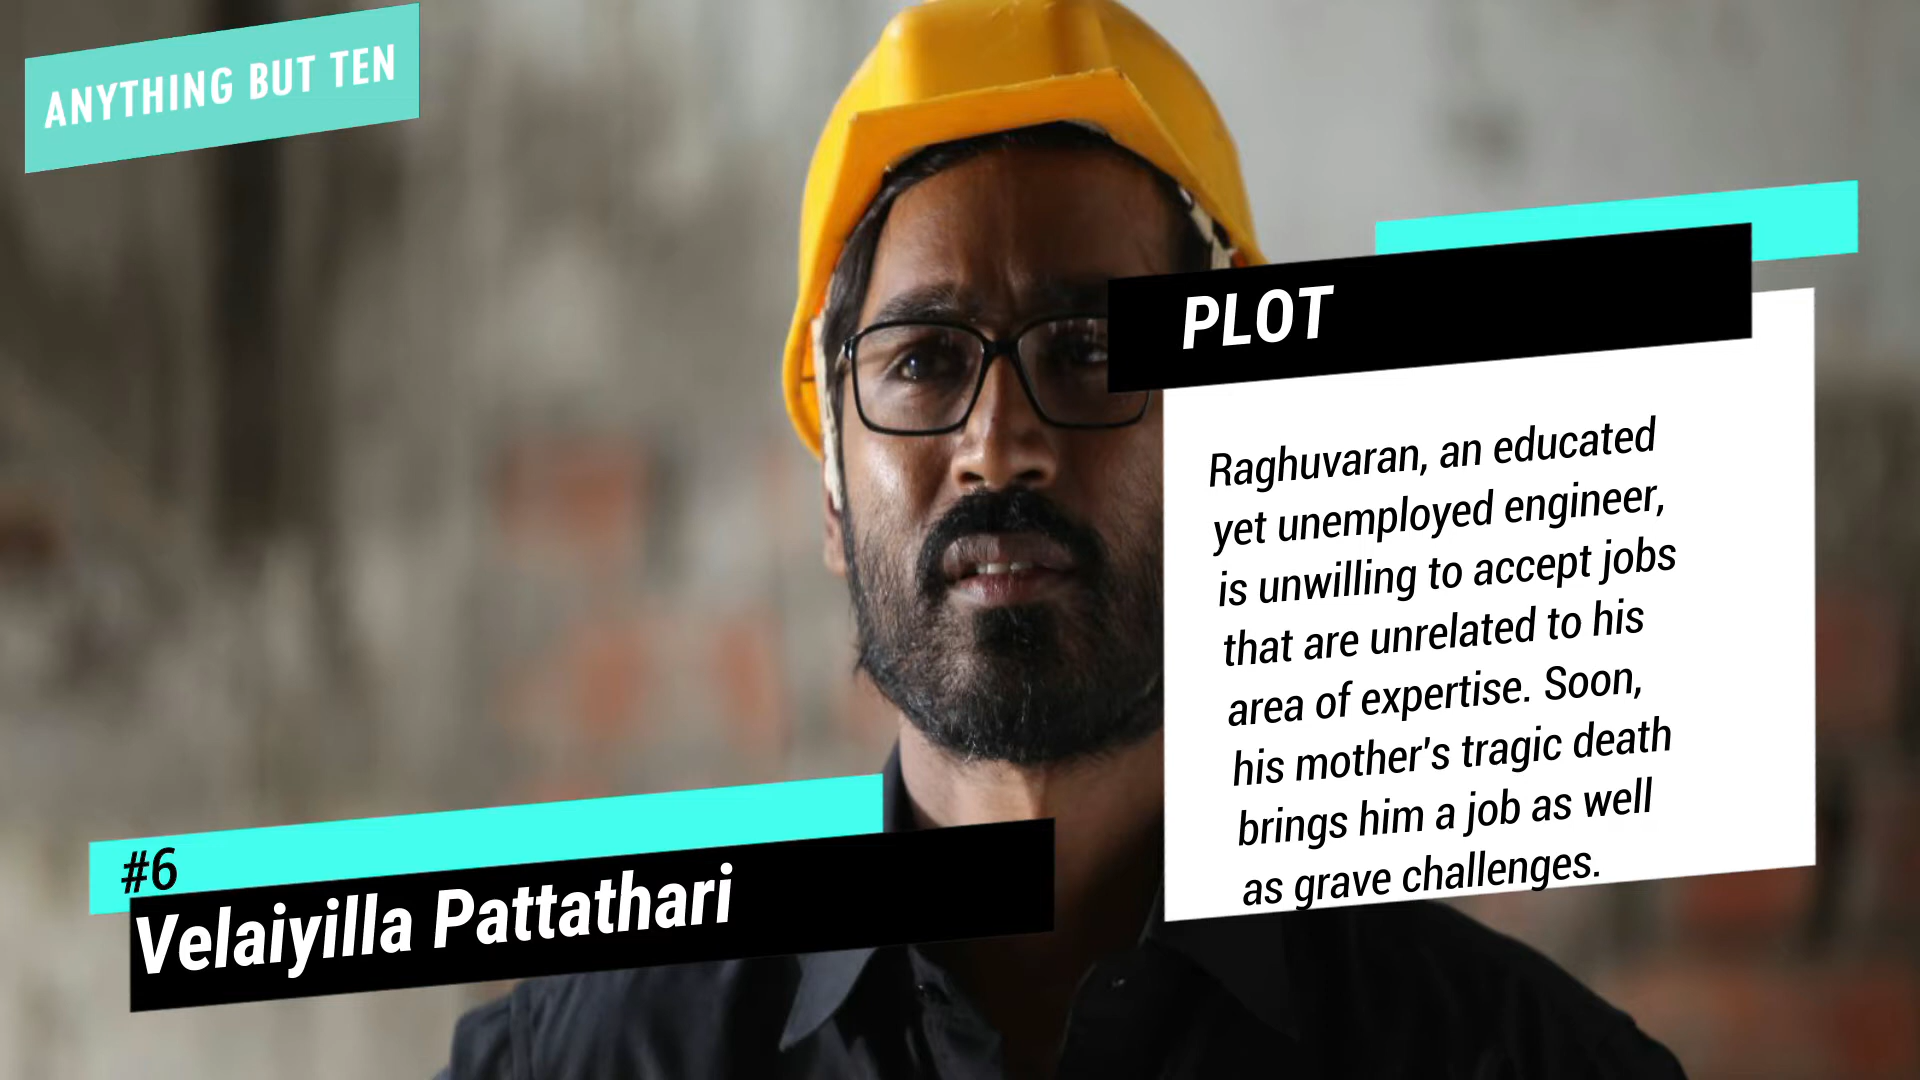 ANYTHING BUT TEN
PLOT
Raghuvaran, an educated
yet unemployed engineer,
is unwilling to accept jobs
that are unrelated to his
area of expertise. Soon,
his mother's tragic death
brings him a job as well
as grave challenges.
#6
Velaiyilla Pattathari